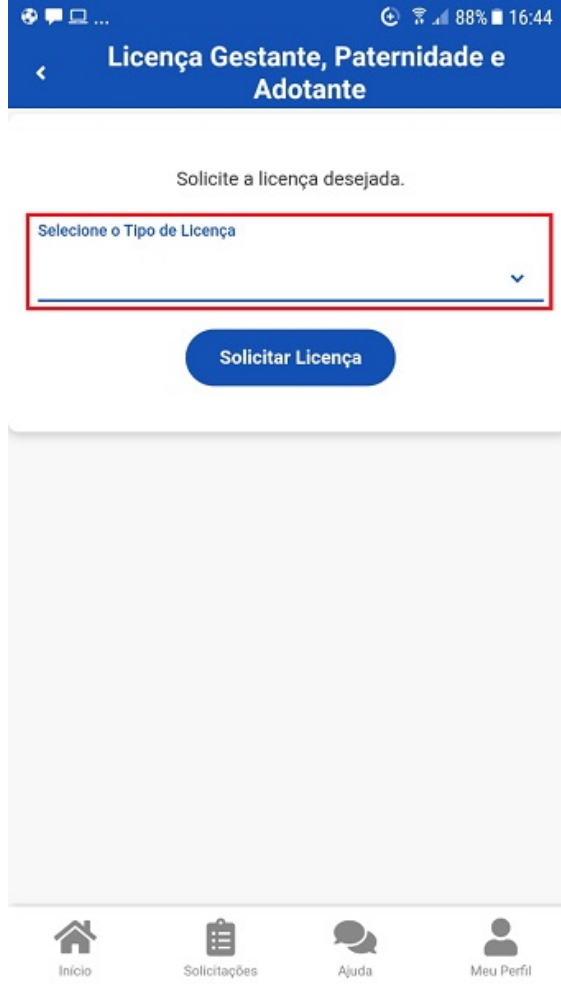 ... 88% 16:44
Licença Gestante, Paternidade e
Adotante
Solicite a licença desejada.
Selecione o Tipo de Licença
Solicitar Licença
Início Solicitações Ajuda Meu Perfil